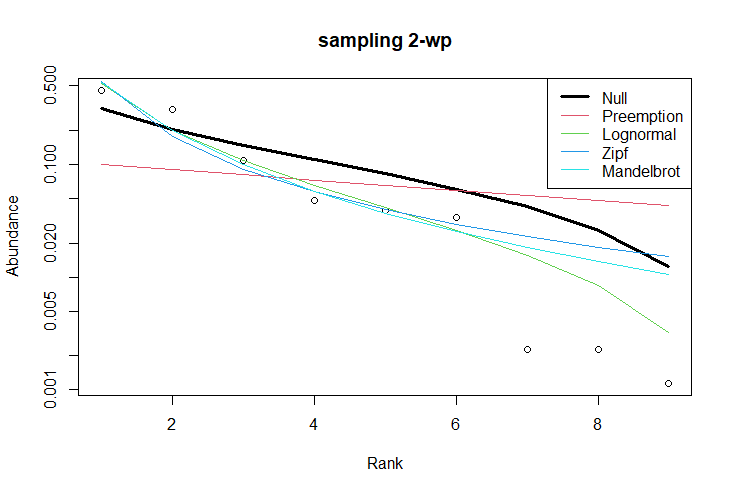 sampling 2-wp
Null
Preemption
Lognormal
Zipf
Mandelbrot
Abundance
0.500
0.100
0.020
0.005
0.001
2
4
6
8
Rank